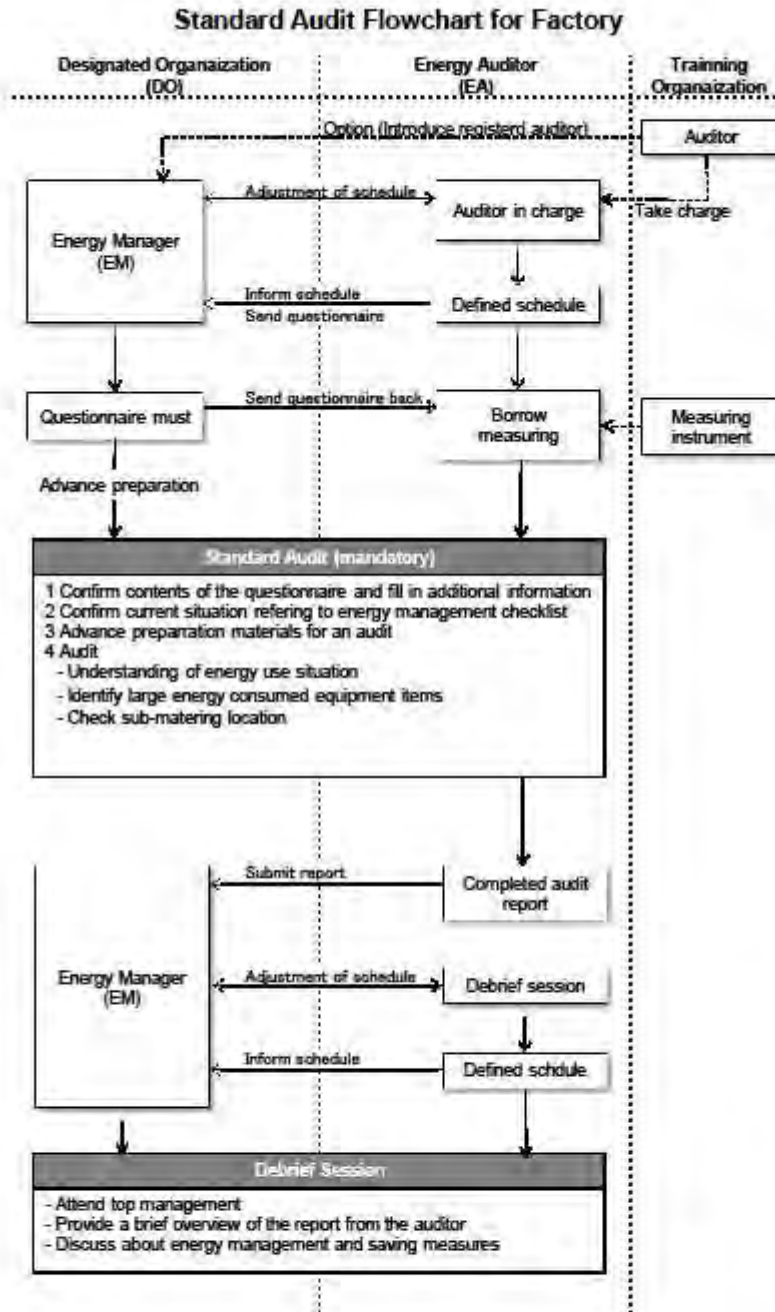 Standard Audit Flowchart for Factory
Designated Organaization
(DO)
Energy Auditor
(EA)
Trainning
Organaization
Option (Introduce registerd auditor)
Auditor
Adjustment of schedule
Auditor in charge
Take charge
Energy Manager
(EM)
Inform schedule
Send questionnaire
Defined schedule
Questionnaire must
Send questionnaire back
Borrow
measuring
Measuring
instrument
Advance preparation
Standard Audit (mandatory)
1 Confirm contents of the questionnaire and fill in additional information
2 Confirm current situation refering to energy management checklist
3 Advance preparration materials for an audit
4 Audit
- Understanding of energy use situation
- Identify large energy consumed equipment items
- Check sub-matering location
Submit report
Completed audit
report
Energy Manager
(EM)
Adjustment of schedule
Debrief session
Inform schedule
Defined schdule
Debrief Session
- Attend top management
- Provide a brief overview of the report from the auditor
- Discuss about energy management and saving measures